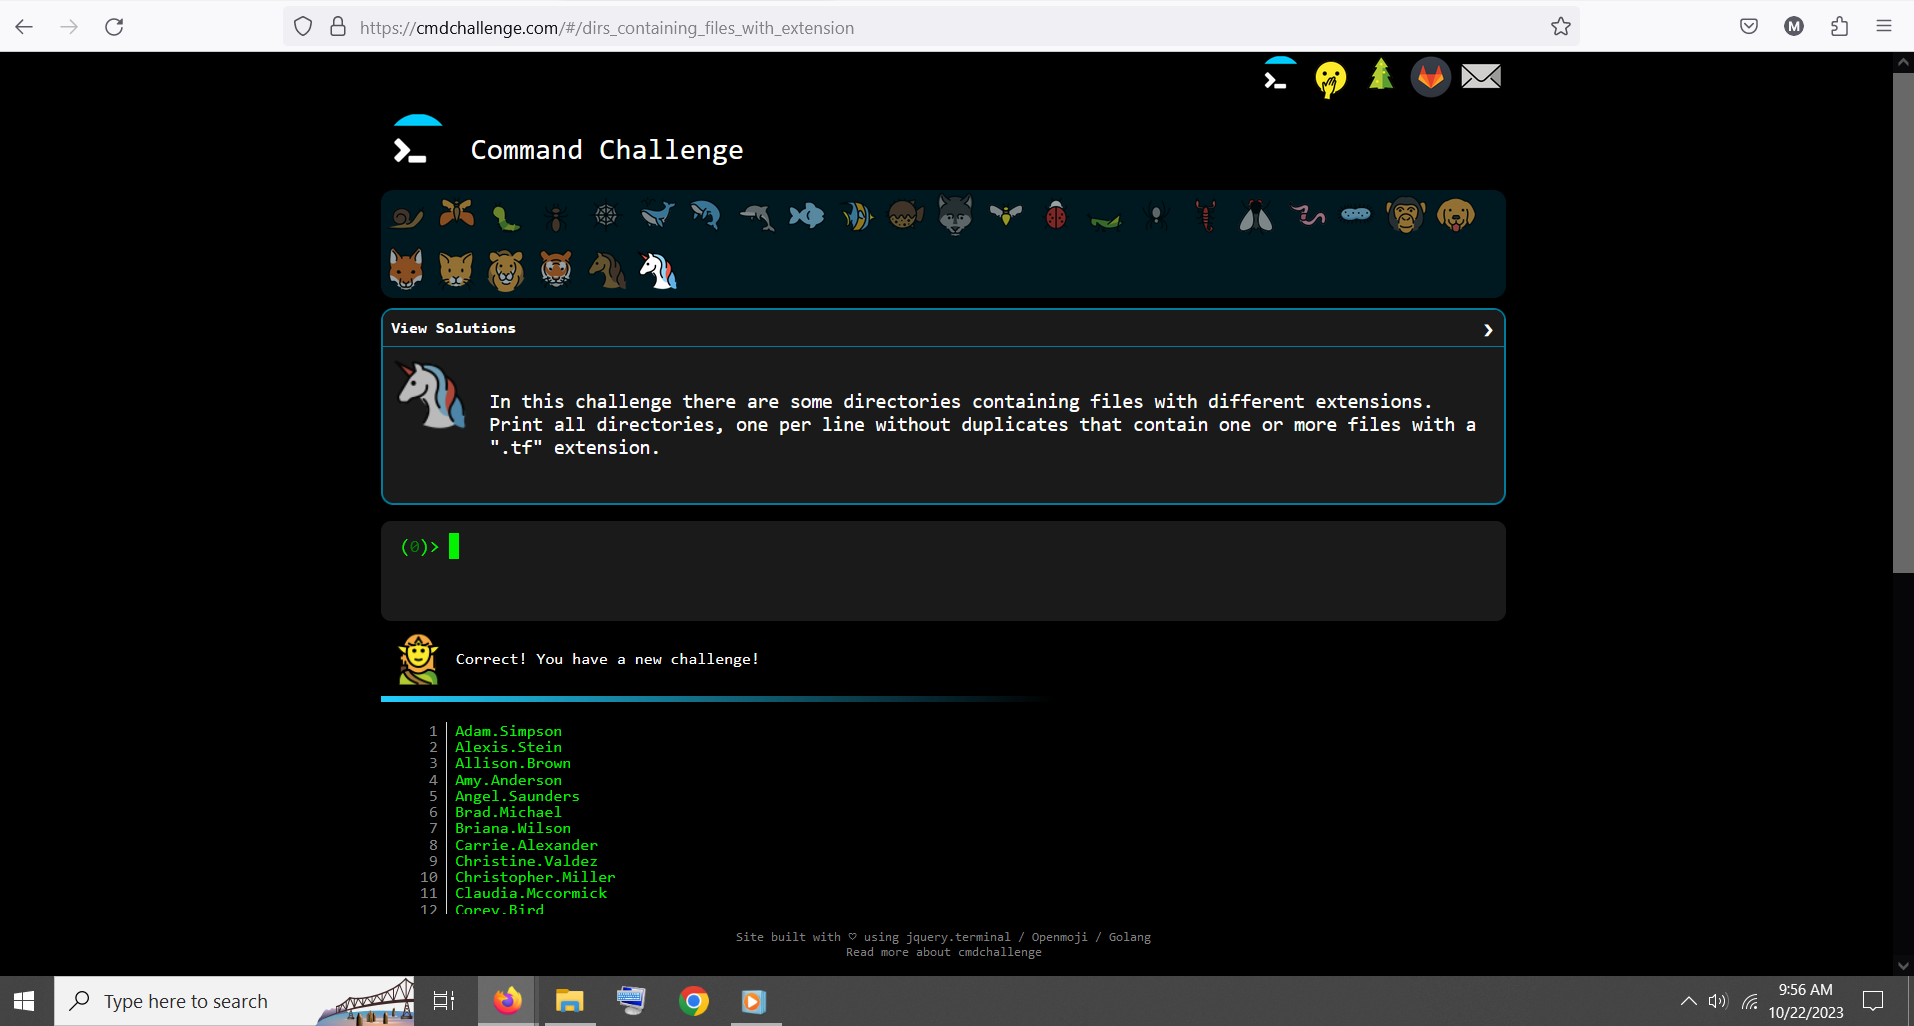 https://cmdchallenge.com/#/dirs_containing_files_with_extension
M
Command Challenge
View Solutions
In this challenge there are some directories containing files with different extensions.
Print all directories, one per line without duplicates that contain one or more files with a
".tf" extension.
(0)>
Correct! You have a new challenge!
1 Adam.Simpson
2 Alexis.Stein
3 Allison.Brown
4 Amy.Anderson
5 Angel.Saunders
6 Brad.Michael
7 Briana.Wilson
8 Carrie.Alexander
9 Christine.Valdez
10 Christopher.Miller
11 Claudia.Mccormick
12 Corey.Bird
Site built with ♡ using jquery.terminal / Openmoji / Golang
Read more about cmdchallenge
Type here to search
9:56 AM
10/22/2023